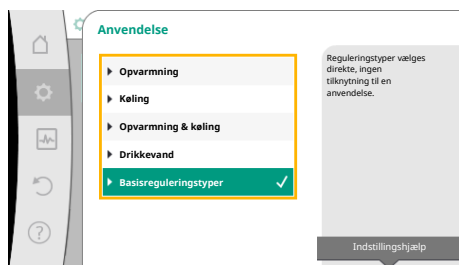 Anvendelse
Opvarmning
Køling
Opvarmning & køling
Drikkevand
Basisreguleringstyper
Reguleringstyper vælges
direkte, ingen
tilknytning til en
anvendelse.
Indstillingshjælp